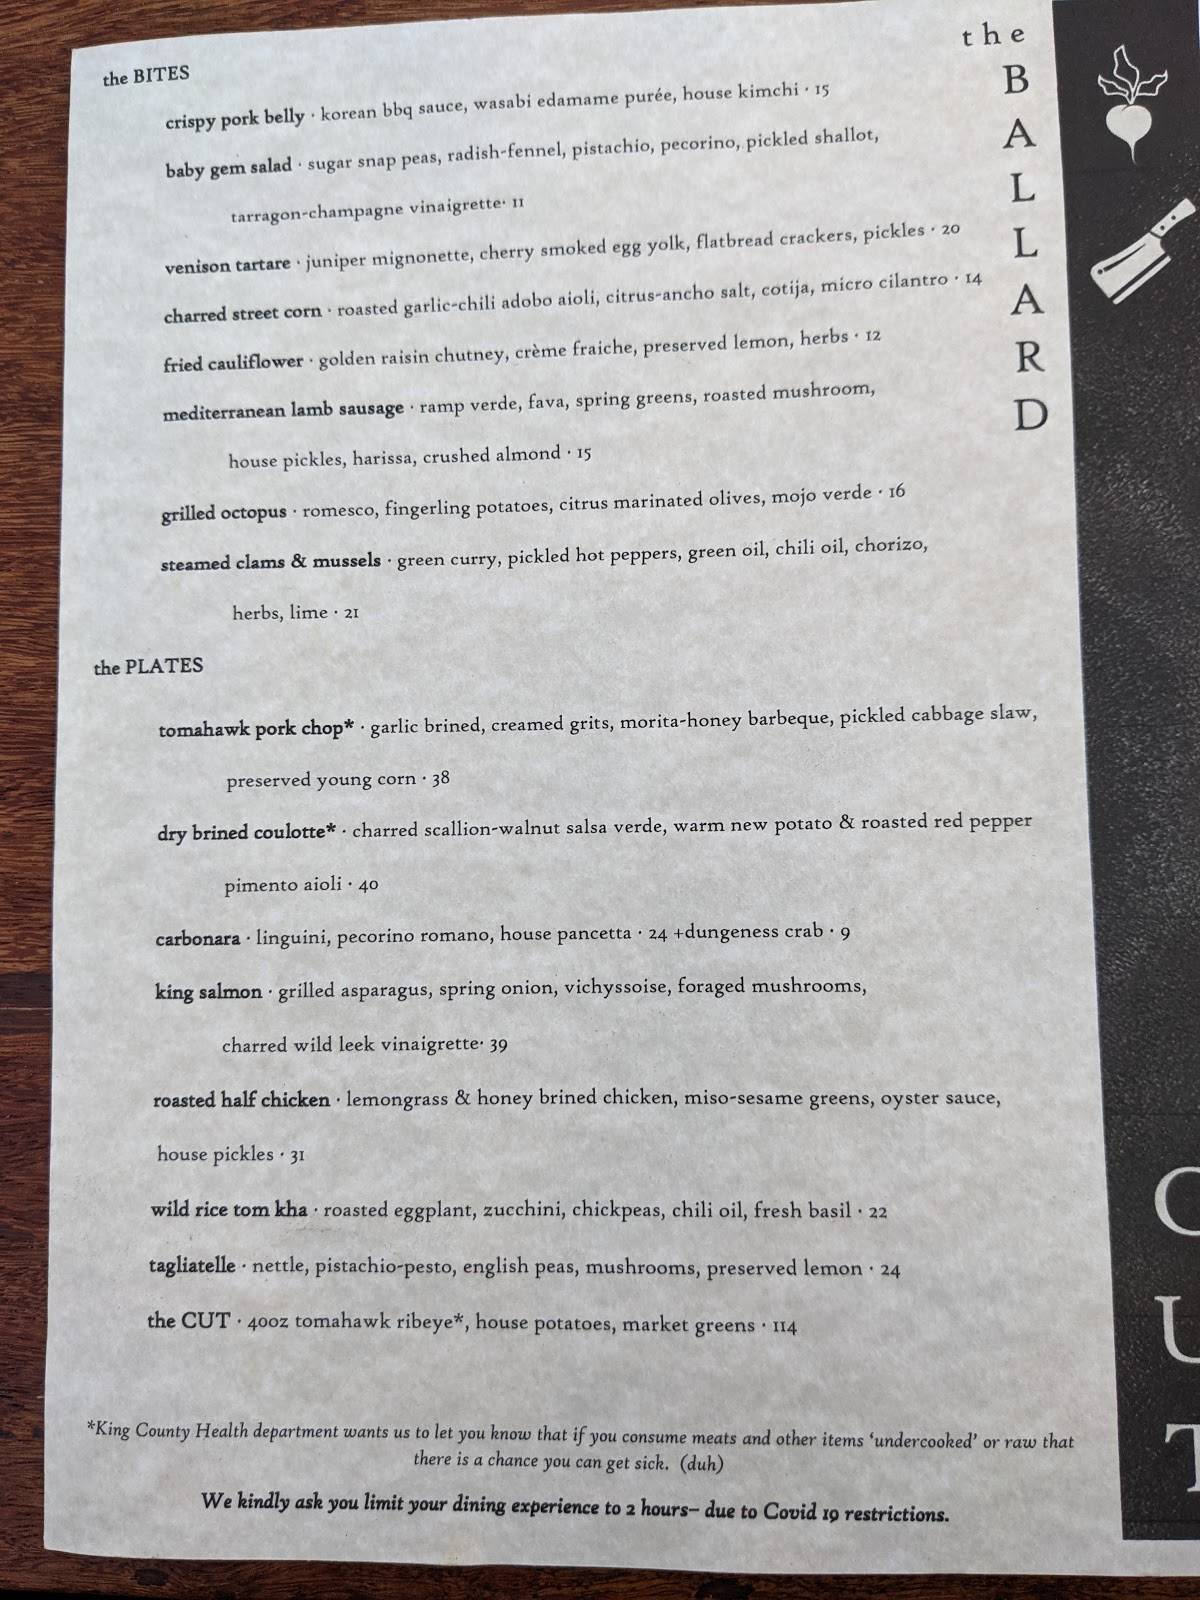 the
BALLARD
the BITES
crispy pork belly · korean bbq sauce, wasabi edamame purée, house kimchi · 15
baby gem salad · sugar snap peas, radish-fennel, pistachio, pecorino, pickled shallot,
tarragon-champagne vinaigrette· 11
venison tartare · juniper mignonette, cherry smoked egg yolk, flatbread crackers, pickles · 20
charred street corn · roasted garlic-chili adobo aioli, citrus-ancho salt, cotija, micro cilantro · 14
fried cauliflower · golden raisin chutney, crème fraiche, preserved lemon, herbs · 12
mediterranean lamb sausage · ramp verde, fava, spring greens, roasted mushroom,
house pickles, harissa, crushed almond · 15
grilled octopus · romesco, fingerling potatoes, citrus marinated olives, mojo verde · 16
steamed clams & mussels · green curry, pickled hot peppers, green oil, chili oil, chorizo,
herbs, lime · 21
the PLATES
tomahawk pork chop* · garlic brined, creamed grits, morita-honey barbeque, pickled cabbage slaw,
preserved young corn · 38
dry brined coulotte* · charred scallion-walnut salsa verde, warm new potato & roasted red pepper
pimento aioli · 40
carbonara · linguini, pecorino romano, house pancetta · 24 +dungeness crab · 9
king salmon · grilled asparagus, spring onion, vichyssoise, foraged mushrooms,
charred wild leek vinaigrette· 39
roasted half chicken · lemongrass & honey brined chicken, miso-sesame greens, oyster sauce,
house pickles · 31
wild rice tom kha · roasted eggplant, zucchini, chickpeas, chili oil, fresh basil · 22
tagliatelle · nettle, pistachio-pesto, english peas, mushrooms, preserved lemon · 24
the CUT · 40oz tomahawk ribeye*, house potatoes, market greens · 114
*King County Health department wants us to let you know that if you consume meats and other items ‘undercooked’ or raw that
there is a chance you can get sick. (duh)
We kindly ask you limit your dining experience to 2 hours– due to Covid 19 restrictions.
CUT